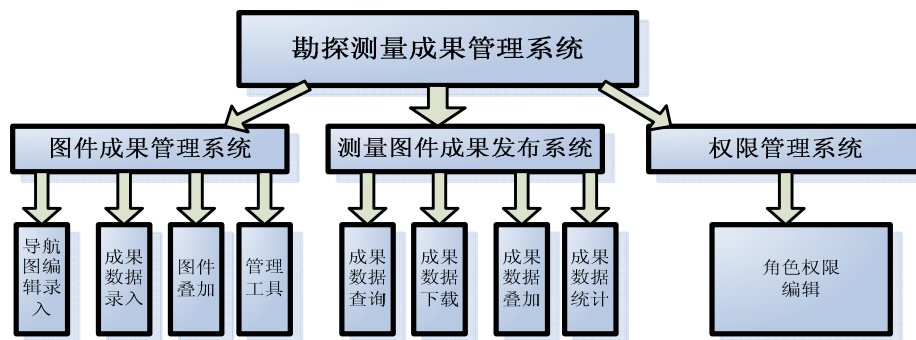 勘探测量成果管理系统
图件成果管理系统
测量图件成果发布系统
权限管理系统
导航
图编
辑录
入
成果
数据
录入
图件
叠加
管理
工具
成果
数据
查询
成果
数据
下载
成果
数据
叠加
成果
数据
统计
角色权限
编辑